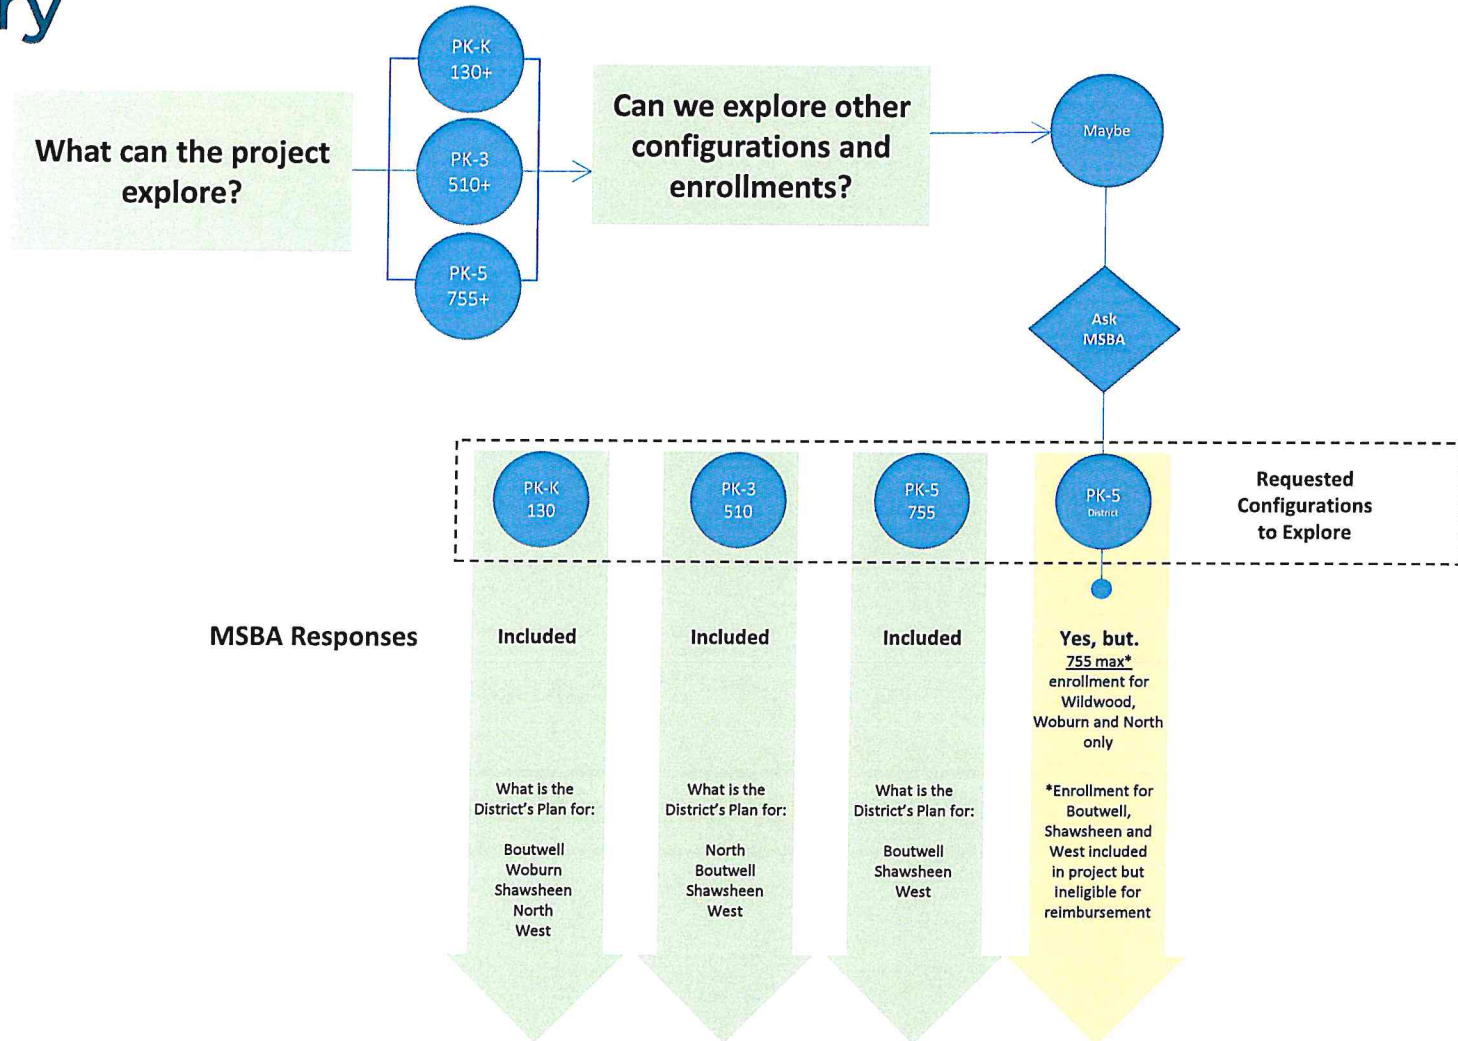 ry
What can the project
explore?
PK-K
130+
PK-3
510+
PK-5
755+
Can we explore other
configurations and
enrollments?
Maybe
Ask
MSBA
PK-K
130
PK-3
510
PK-5
755
PK-5
District
Requested
Configurations
to Explore
MSBA Responses
Included
Included
Included
Yes, but.
755 max*
enrollment for
Wildwood,
Woburn and North
only
What is the
District's Plan for:
Boutwell
Woburn
Shawsheen
North
West
What is the
District's Plan for:
North
Boutwell
Shawsheen
West
What is the
District's Plan for:
Boutwell
Shawsheen
West
*Enrollment for
Boutwell,
Shawsheen and
West included
in project but
ineligible for
reimbursement